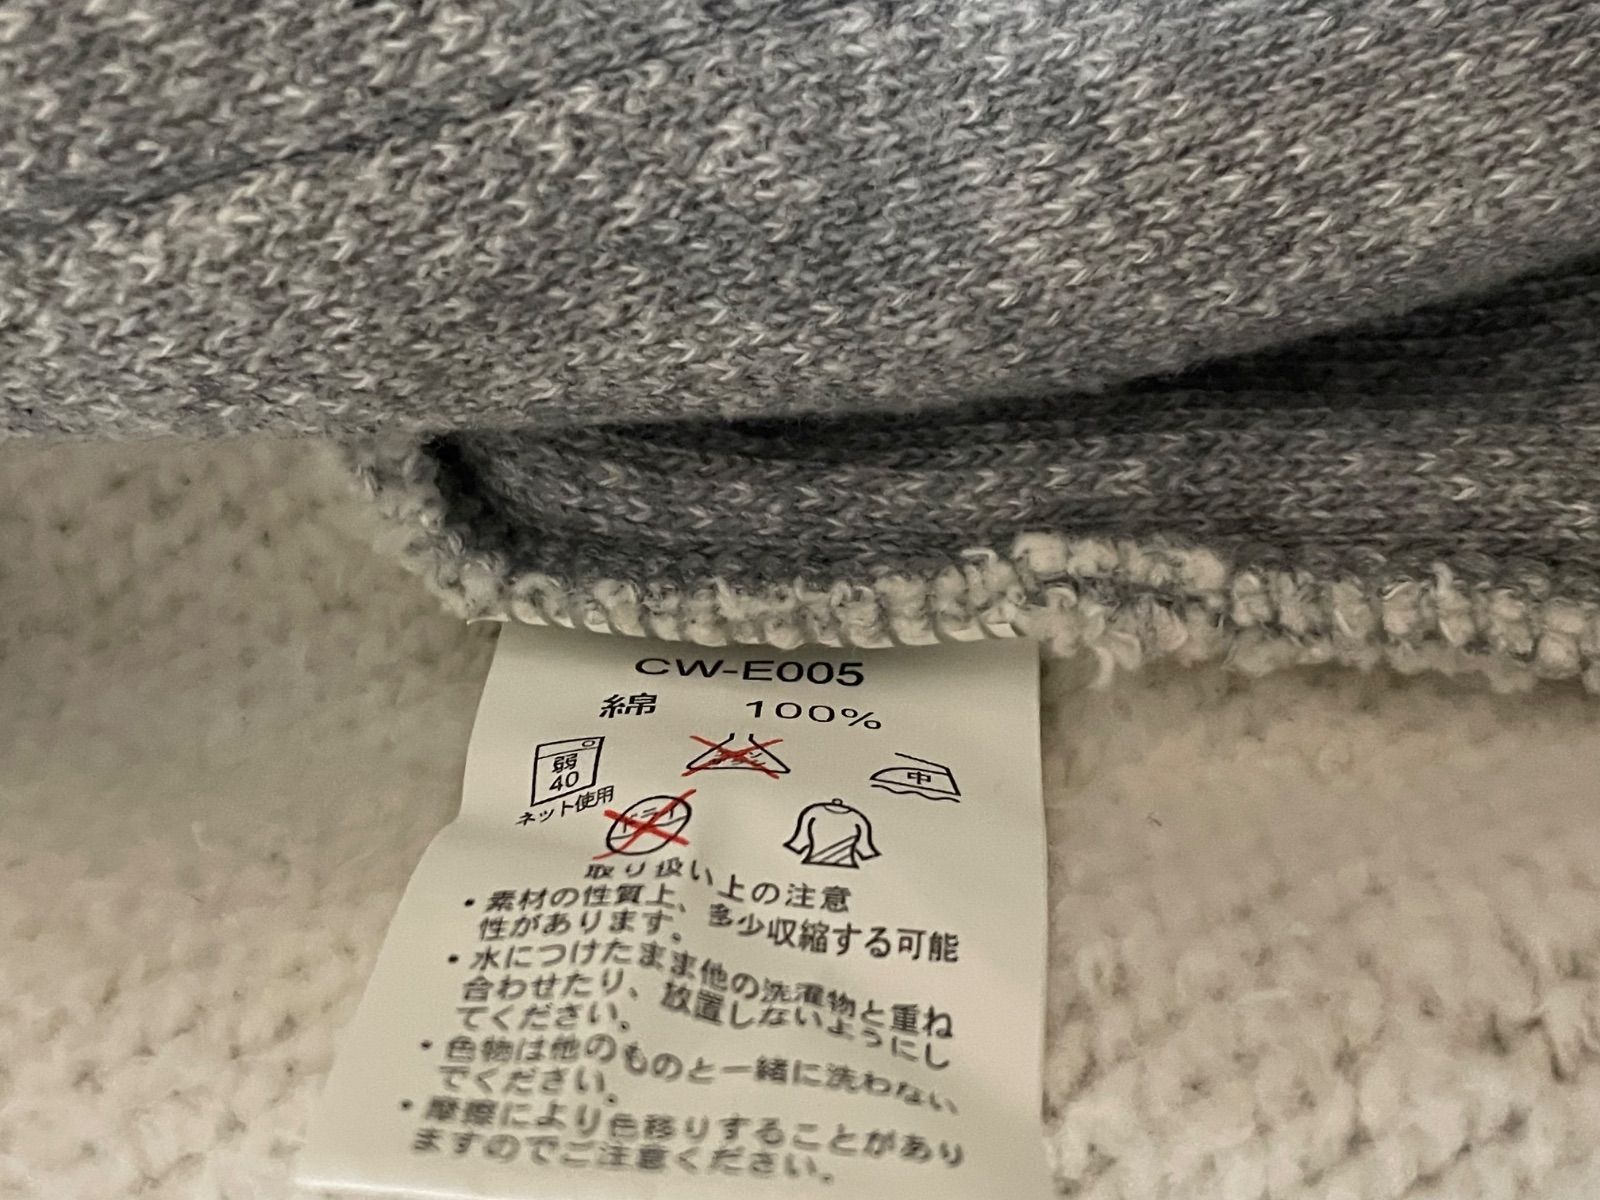 CW-E005
綿 100%
弱
40
ネット使用
中
ドライ
取り扱い上の注意
・素材の性質上、多少収縮する可能
性があります。
・水につけたまま他の洗濯物と重ね
合わせたり、放置しないようにし
てください。
・色物は他のものと一緒に洗わない
でください。
・摩擦により色移りすることがあり
ますのでご注意ください。